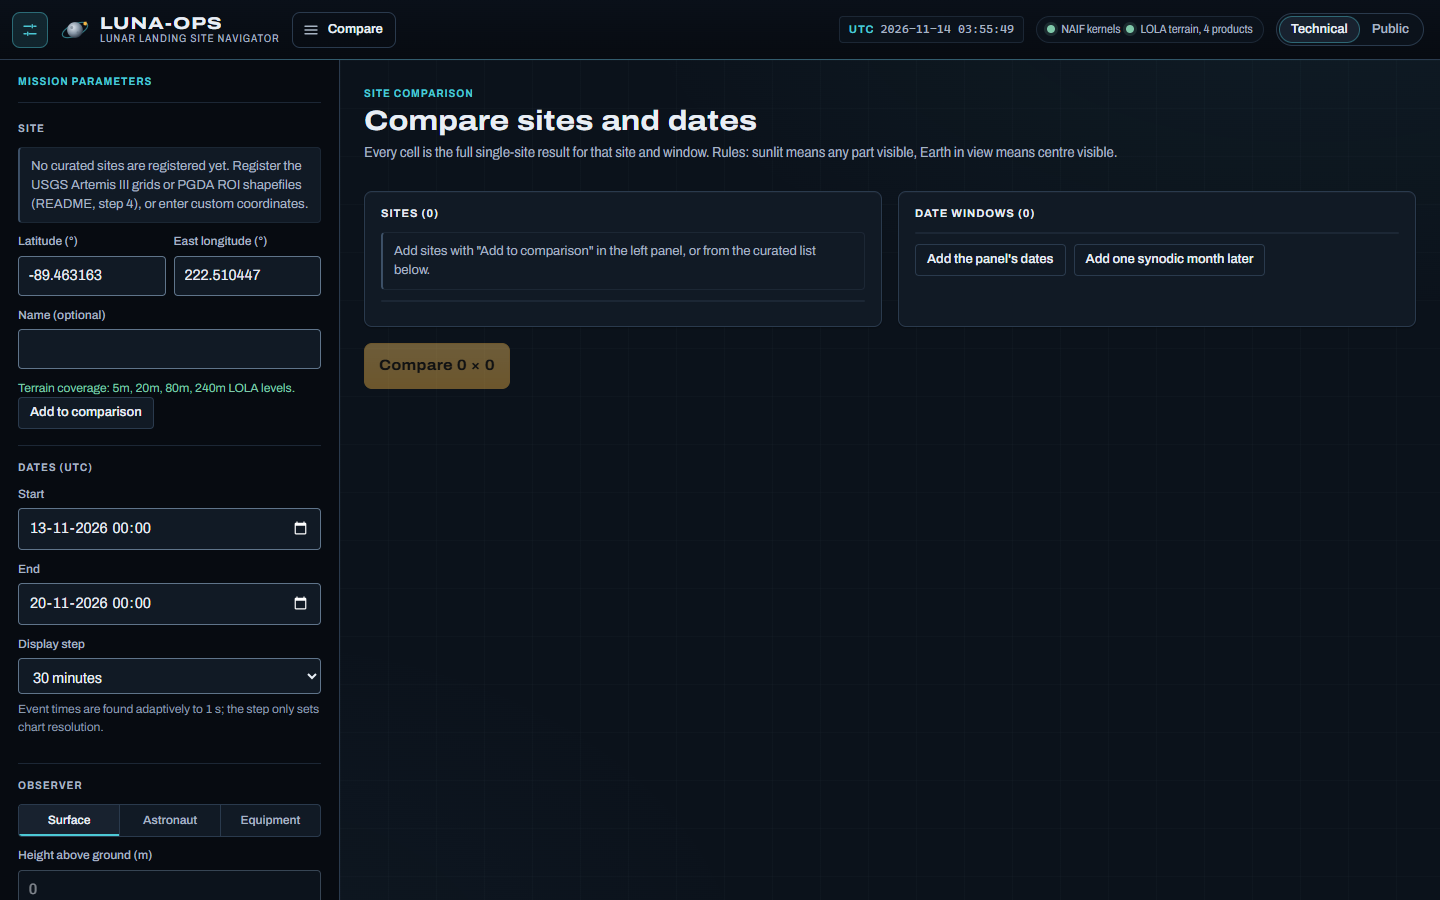 LUNA-OPS
LUNAR LANDING SITE NAVIGATOR
Compare
UTC 2026-11-14 03:55:49
NAIF kernels
LOLA terrain, 4 products
Technical
Public
MISSION PARAMETERS
SITE
No curated sites are registered yet. Register the
USGS Artemis III grids or PGDA ROI shapefiles
(README, step 4), or enter custom coordinates.
Latitude (°)
East longitude (°)
-89.463163
222.510447
Name (optional)
Terrain coverage: 5m, 20m, 80m, 240m LOLA levels.
Add to comparison
DATES (UTC)
Start
13-11-2026 00:00
End
20-11-2026 00:00
Display step
30 minutes
Event times are found adaptively to 1 s; the step only sets
chart resolution.
OBSERVER
Surface
Astronaut
Equipment
Height above ground (m)
0
SITE COMPARISON
Compare sites and dates
Every cell is the full single-site result for that site and window. Rules: sunlit means any part visible, Earth in view means centre visible.
SITES (0)
Add sites with "Add to comparison" in the left panel, or from the curated list
below.
DATE WINDOWS (0)
Add the panel's dates
Add one synodic month later
Compare 0 × 0